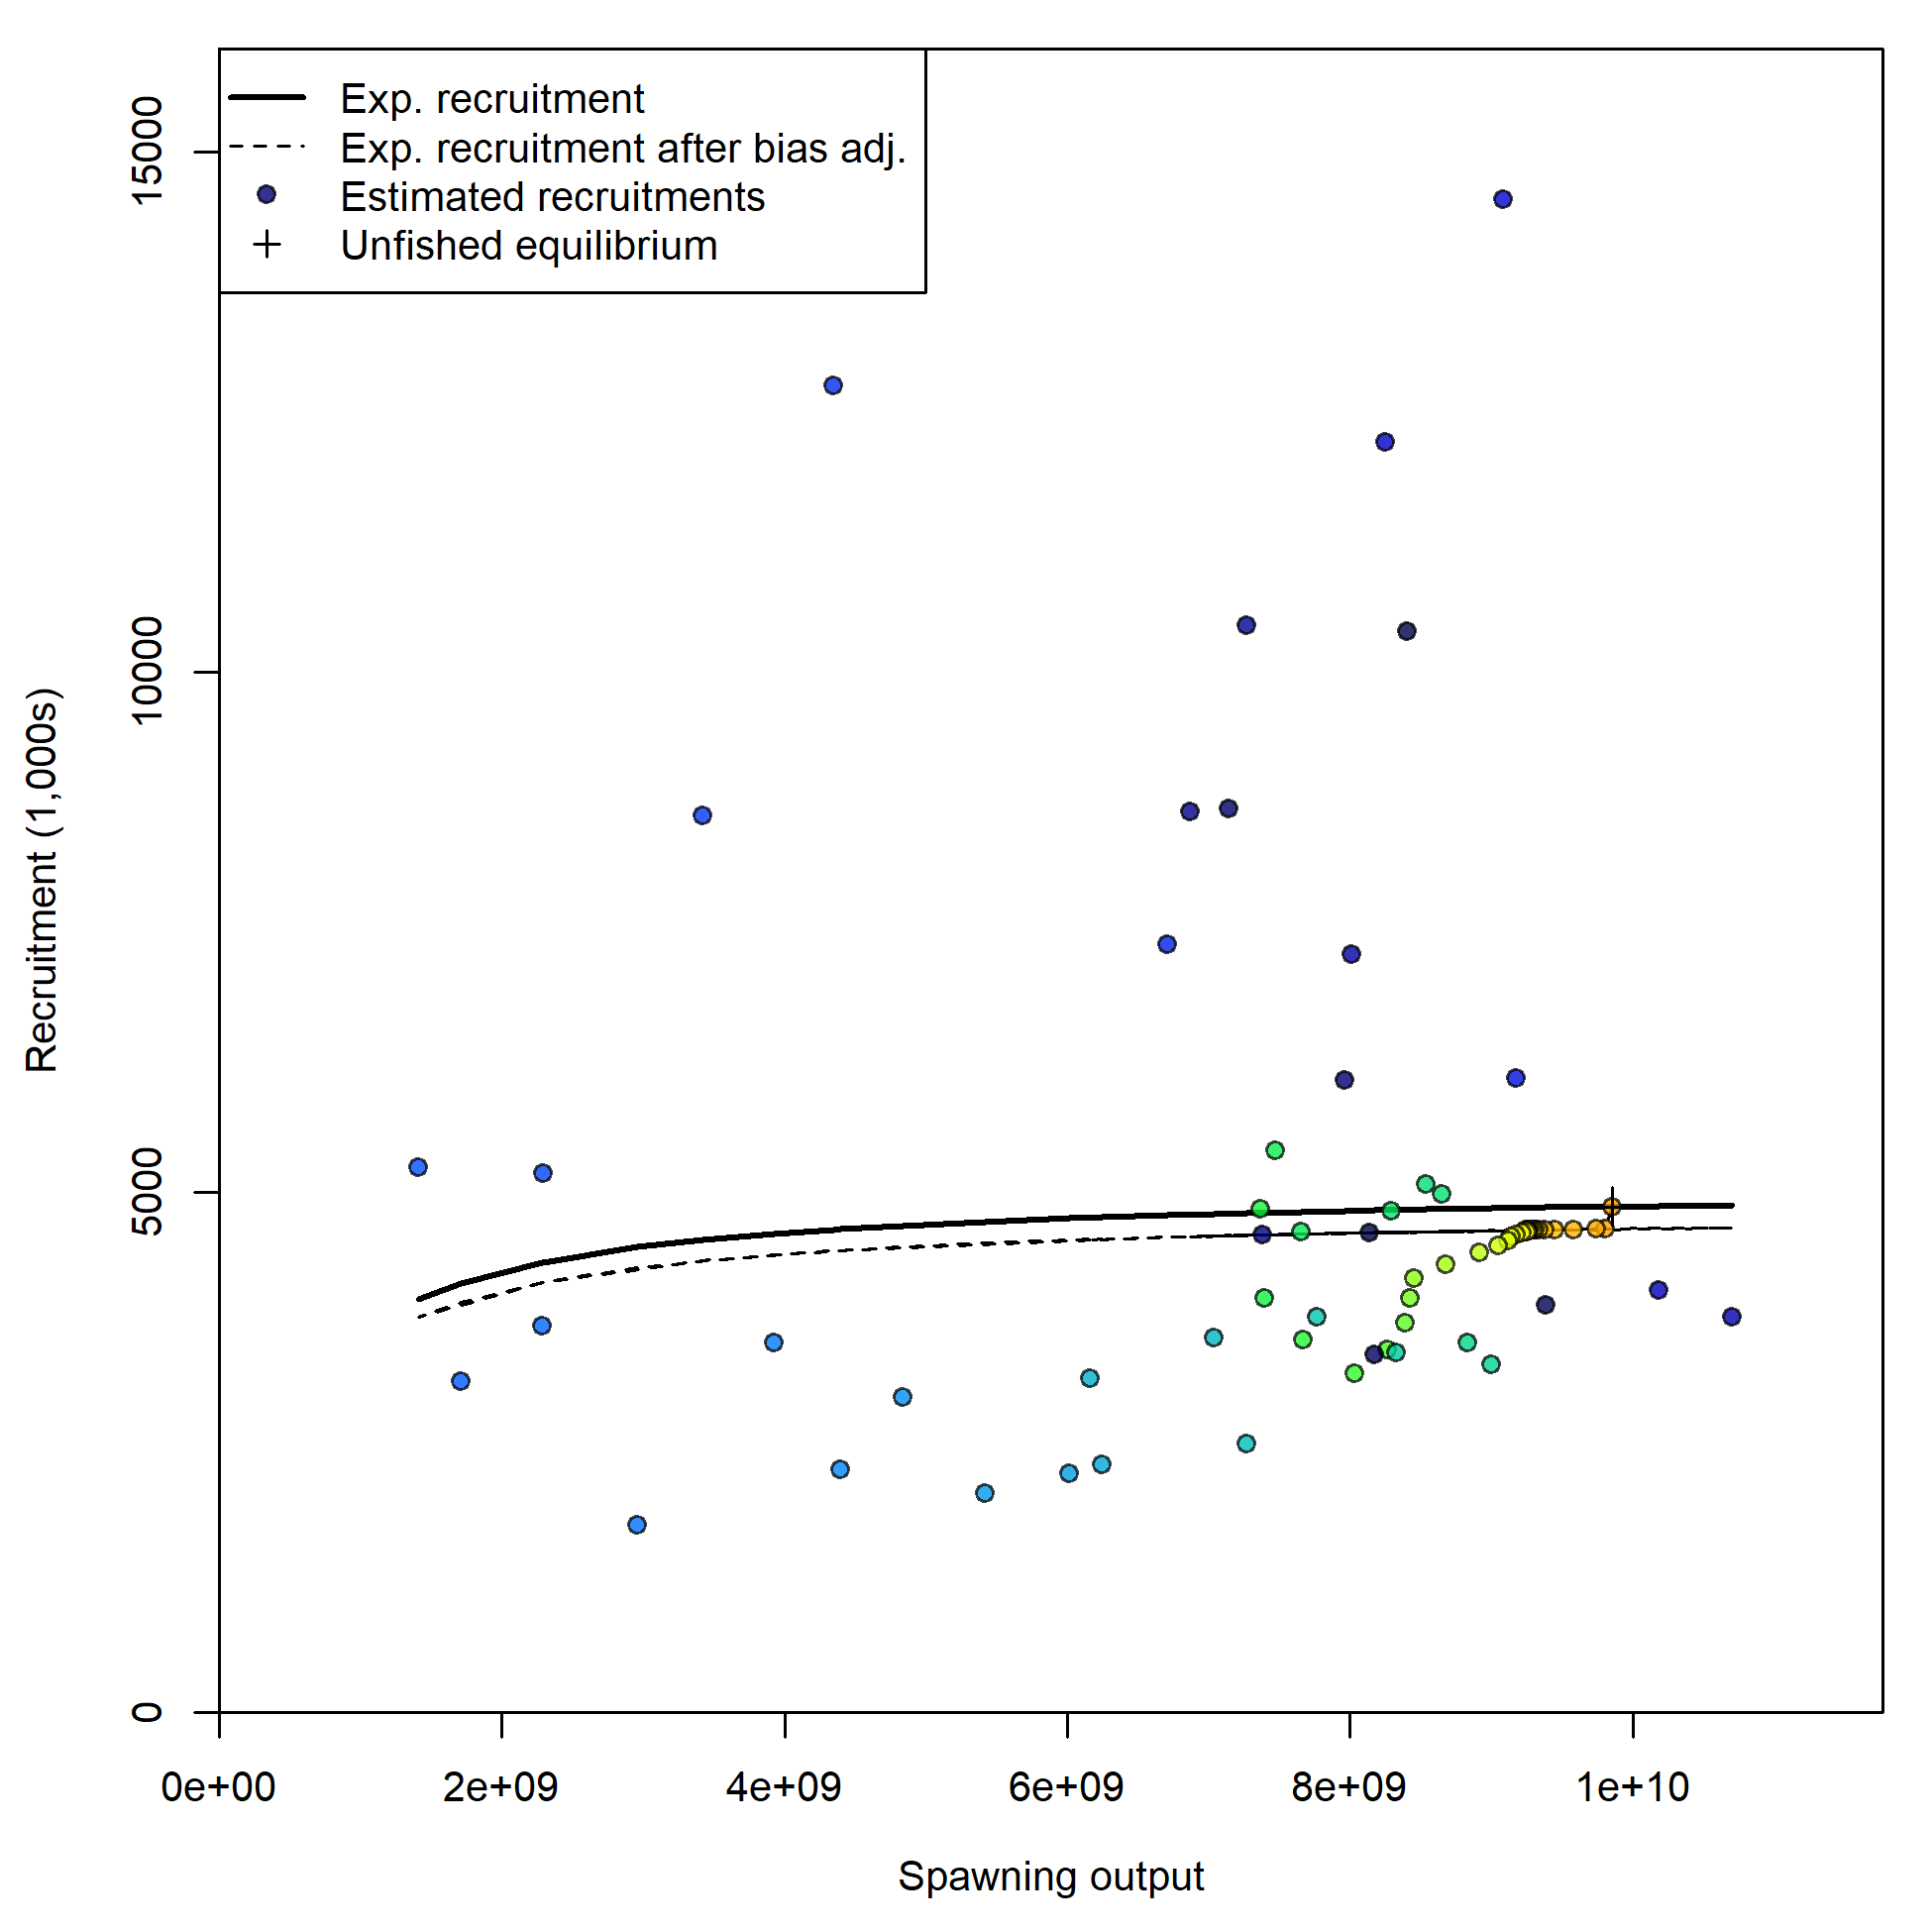 Exp. recruitment
Exp. recruitment after bias adj.
Estimated recruitments
Unfished equilibrium
Recruitment (1,000s)
15000
10000
5000
0
0e+00 2e+09 4e+09 6e+09 8e+09 1e+10
Spawning output